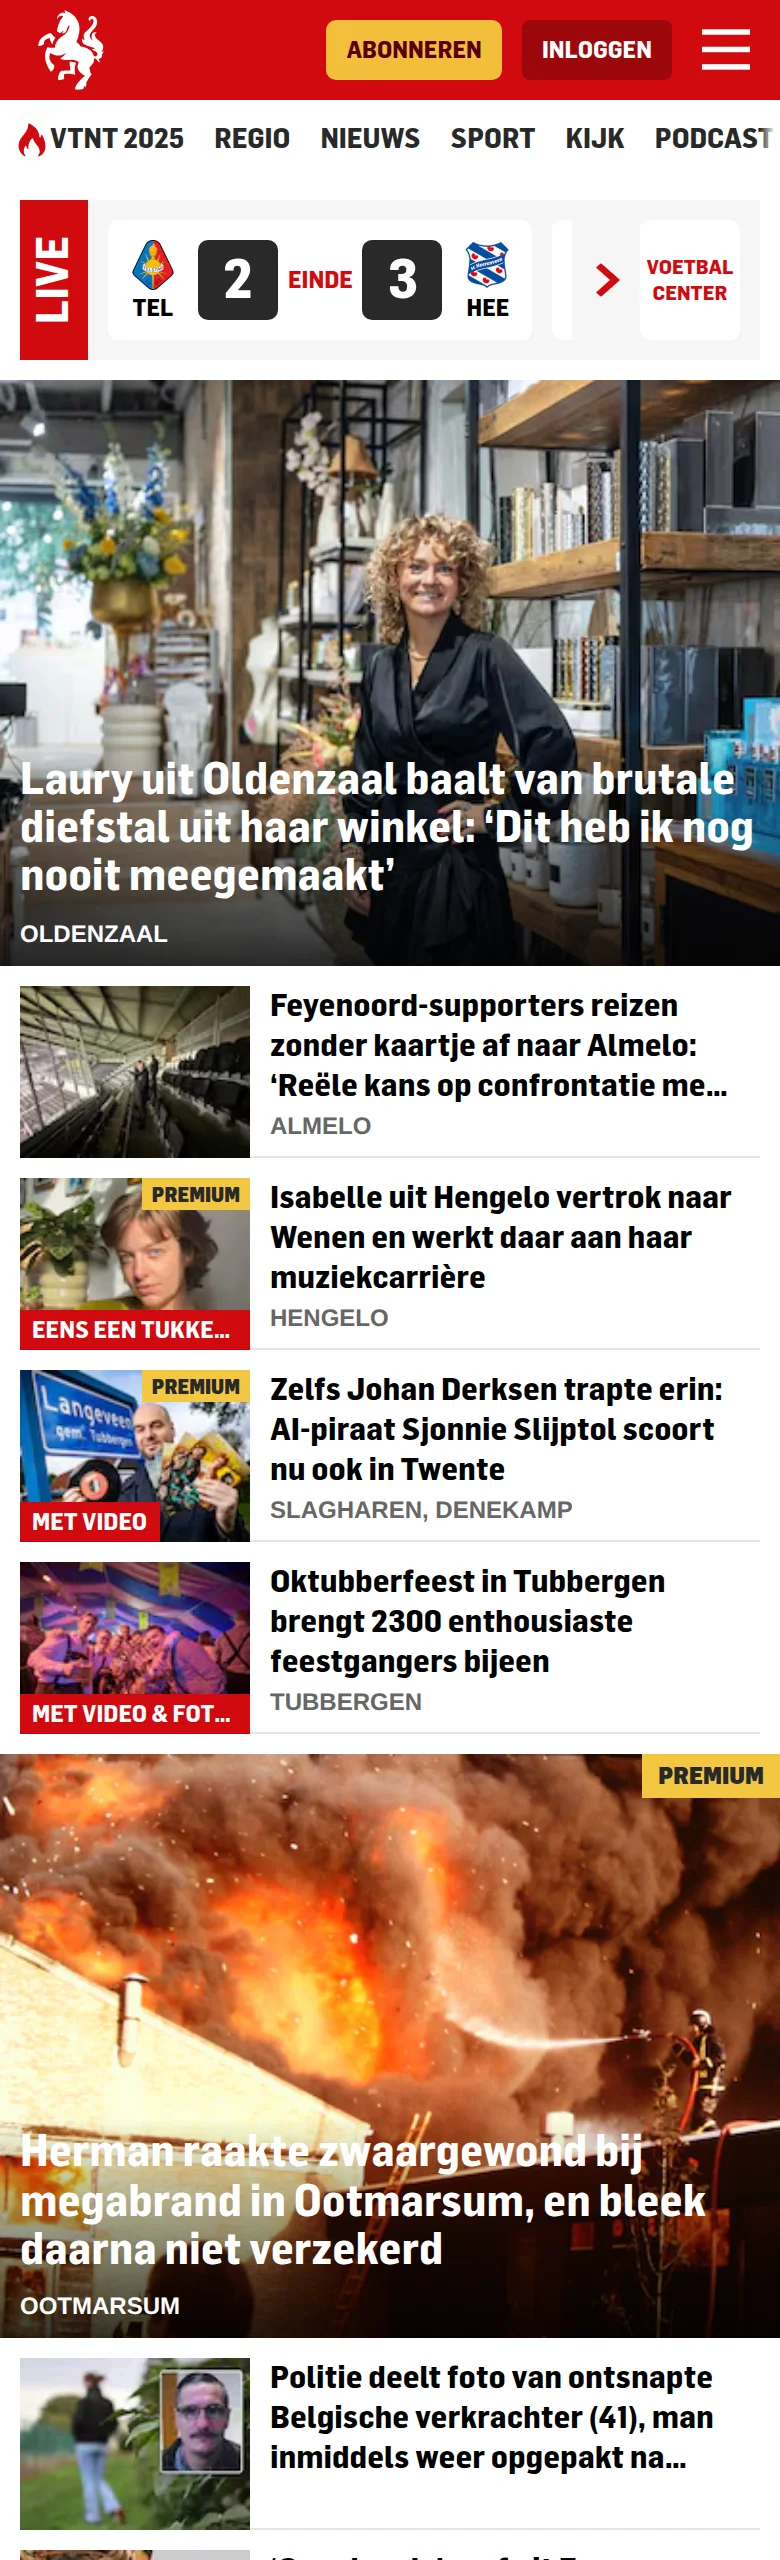 ABONNEREN
INLOGGEN
VTNT 2025 REGIO NIEUWS SPORT KIJK PODCAST
LIVE
TEL
2
EINDE
3
HEE
VOETBAL
CENTER
Laury uit Oldenzaal baalt van brutale
diefstal uit haar winkel: ‘Dit heb ik nog
nooit meegemaakt’
OLDENZAAL
Feyenoord-supporters reizen
zonder kaartje af naar Almelo:
‘Reële kans op confrontatie me...
ALMELO
PREMIUM
EENS EEN TUKKE...
Isabelle uit Hengelo vertrok naar
Wenen en werkt daar aan haar
muziekcarrière
HENGELO
PREMIUM
Langeveen
gem. Tubbergen
MET VIDEO
Zelfs Johan Derksen trapte erin:
AI-piraat Sjonnie Slijptol scoort
nu ook in Twente
SLAGHAREN, DENEKAMP
MET VIDEO & FOT...
Oktubberfeest in Tubbergen
brengt 2300 enthousiaste
feestgangers bijeen
TUBBERGEN
PREMIUM
Herman raakte zwaargewond bij
megabrand in Ootmarsum, en bleek
daarna niet verzekerd
OOTMARSUM
Politie deelt foto van ontsnapte
Belgische verkrachter (41), man
inmiddels weer opgepakt na...